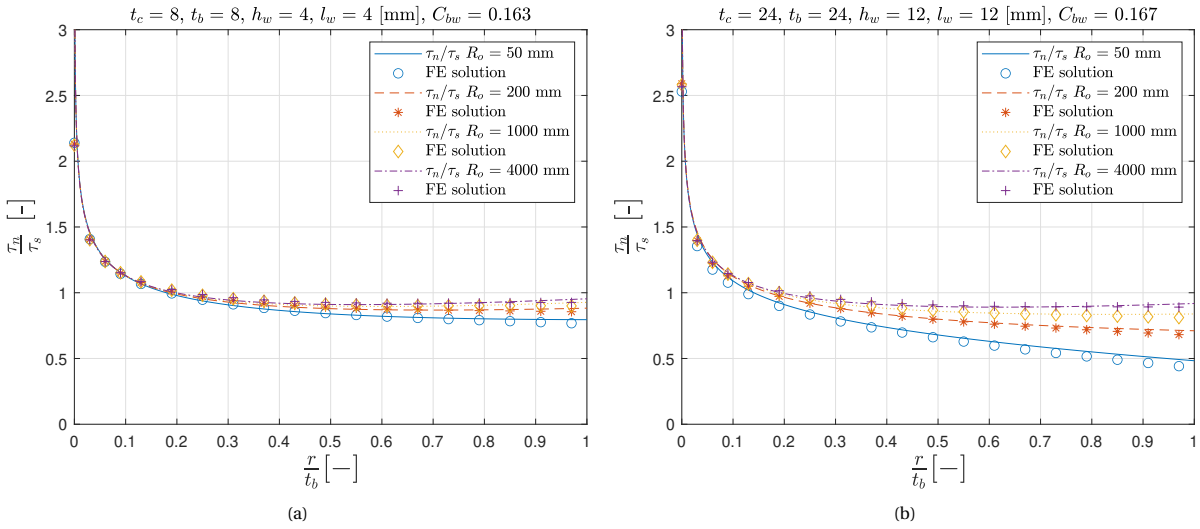 t_c = 8, t_b = 8, h_w = 4, l_w = 4 [mm], C_bw = 0.163
3
2.5
2
1.5
1
0.5
0
τ_n/τ_s [-]
τ_n/τ_s R_o = 50 mm
FE solution
τ_n/τ_s R_o = 200 mm
FE solution
τ_n/τ_s R_o = 1000 mm
FE solution
τ_n/τ_s R_o = 4000 mm
FE solution
0 0.1 0.2 0.3 0.4 0.5 0.6 0.7 0.8 0.9 1
r/t_b [−]
(a)
t_c = 24, t_b = 24, h_w = 12, l_w = 12 [mm], C_bw = 0.167
3
2.5
2
1.5
1
0.5
0
τ_n/τ_s [-]
τ_n/τ_s R_o = 50 mm
FE solution
τ_n/τ_s R_o = 200 mm
FE solution
τ_n/τ_s R_o = 1000 mm
FE solution
τ_n/τ_s R_o = 4000 mm
FE solution
0 0.1 0.2 0.3 0.4 0.5 0.6 0.7 0.8 0.9 1
r/t_b [−]
(b)